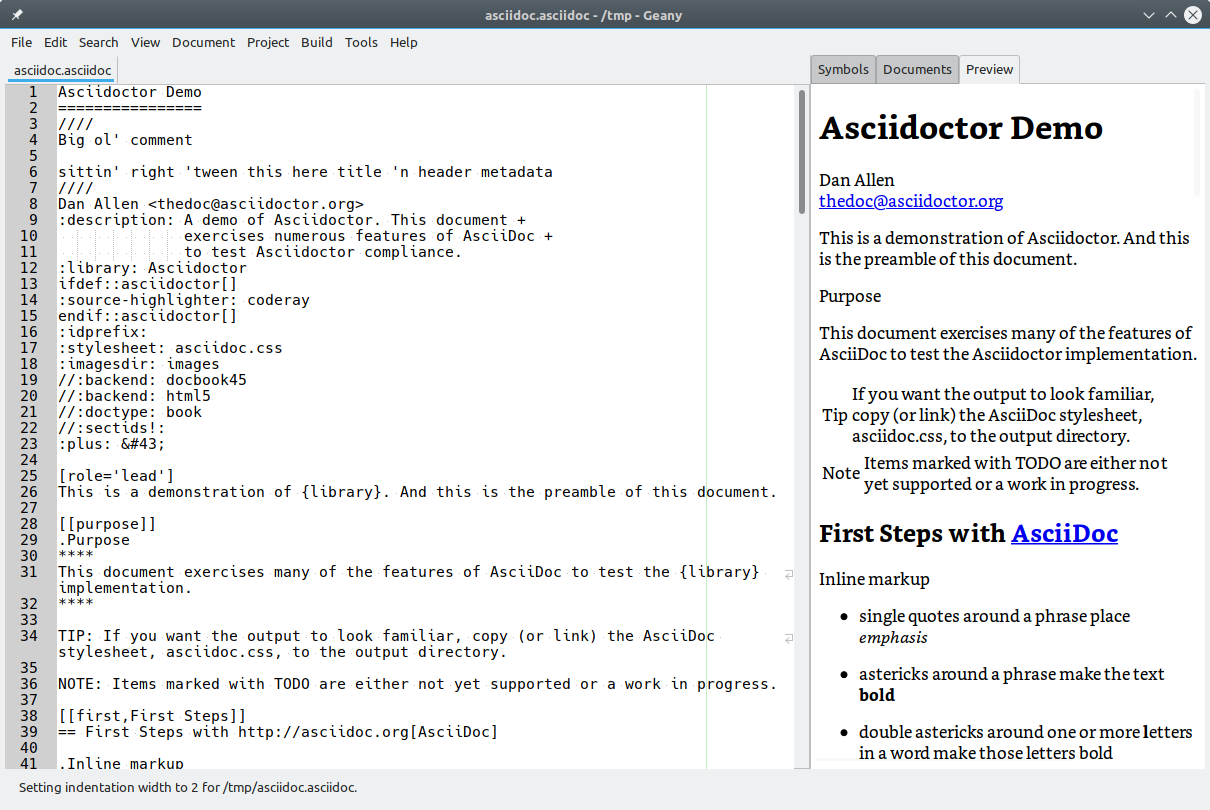 asciidoc.asciidoc - /tmp - Geany
File Edit Search View Document Project Build Tools Help
asciidoc.asciidoc
1 Asciidoctor Demo
2 ================
3 ////
4 Big ol' comment
5
6 sittin' right 'tween this here title 'n header metadata
7 ////
8 Dan Allen <thedoc@asciidoctor.org>
9 :description: A demo of Asciidoctor. This document +
10 exercises numerous features of AsciiDoc +
11 to test Asciidoctor compliance.
12 :library: Asciidoctor
13 ifdef::asciidoctor[]
14 :source-highlighter: coderay
15 endif::asciidoctor[]
16 :idprefix:
17 :stylesheet: asciidoc.css
18 :imagesdir: images
19 //:backend: docbook45
20 //:backend: html5
21 //:doctype: book
22 //:sectids!:
23 :plus: &#43;
24
25 [role='lead']
26 This is a demonstration of {library}. And this is the preamble of this document.
27
28 [[purpose]]
29 .Purpose
30 ****
31 This document exercises many of the features of AsciiDoc to test the {library}
implementation.
32 ****
33
34 TIP: If you want the output to look familiar, copy (or link) the AsciiDoc
stylesheet, asciidoc.css, to the output directory.
35
36 NOTE: Items marked with TODO are either not yet supported or a work in progress.
37
38 [[first,First Steps]]
39 == First Steps with http://asciidoc.org[AsciiDoc]
40
41 .Inline markup
Symbols Documents Preview
Asciidoctor Demo
Dan Allen
thedoc@asciidoctor.org
This is a demonstration of Asciidoctor. And this
is the preamble of this document.
Purpose
This document exercises many of the features of
AsciiDoc to test the Asciidoctor implementation.
If you want the output to look familiar,
Tip copy (or link) the AsciiDoc stylesheet,
asciidoc.css, to the output directory.
Note Items marked with TODO are either not
yet supported or a work in progress.
First Steps with AsciiDoc
Inline markup
• single quotes around a phrase place
emphasis
• astericks around a phrase make the text
bold
• double astericks around one or more letters
in a word make those letters bold
Setting indentation width to 2 for /tmp/asciidoc.asciidoc.